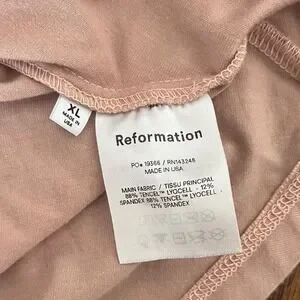 XL
MADE IN
USA
Reformation
PO# 19366 / RN143248
MADE IN USA
MAIN FABRIC / TISSU PRINCIPAL
88% TENCEL™ LYOCELL - 12%
SPANDEX 88% TENCEL™ LYOCELL
12% SPANDEX